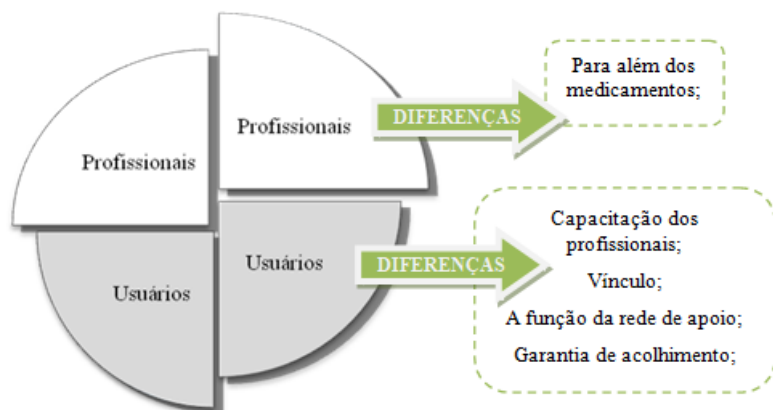 Para além dos
medicamentos;
Profissionais
DIFERENÇAS
Profissionais
Capacitação dos
profissionais;
Usuários
DIFERENÇAS
Vínculo;
Usuários
A função da rede de apoio;
Garantia de acolhimento;